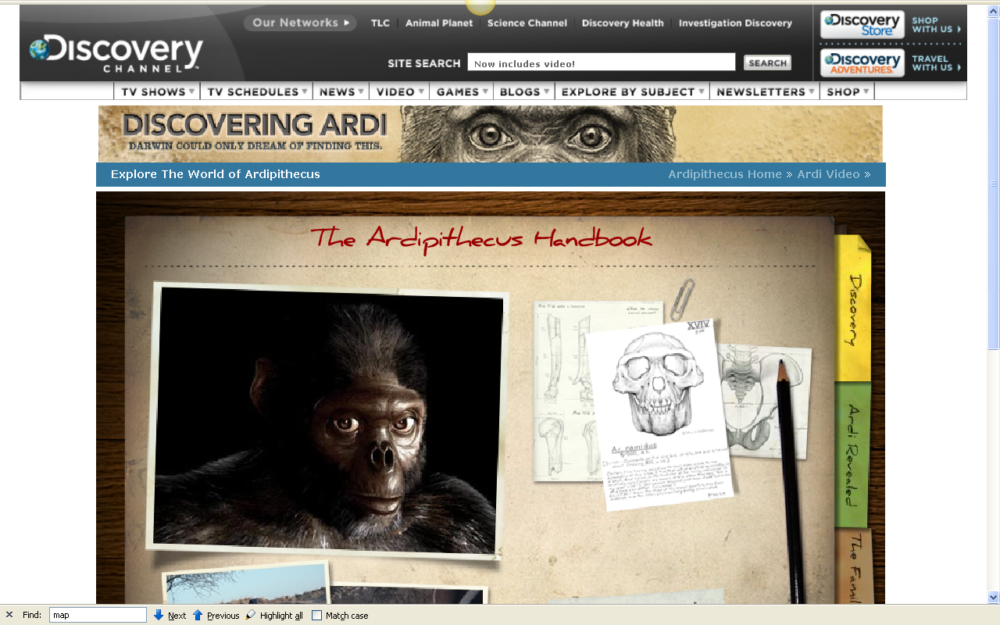 Our Networks
TLC
Animal Planet
Science Channel
Discovery Health
Investigation Discovery
Discovery Store
SHOP WITH US
Discovery
CHANNEL
SITE SEARCH
Now includes video!
SEARCH
Discovery ADVENTURES
TRAVEL WITH US
TV SHOWS
TV SCHEDULES
NEWS
VIDEO
GAMES
BLOGS
EXPLORE BY SUBJECT
NEWSLETTERS
SHOP
DISCOVERING ARDI
DARWIN COULD ONLY DREAM OF FINDING THIS.
Explore The World of Ardipithecus
Ardipithecus Home » Ardi Video »
The Ardipithecus Handbook
Discovery
XVIV
Ar. ramidus
Ardi Revealed
The Famil
Find:
map
Next
Previous
Highlight all
Match case